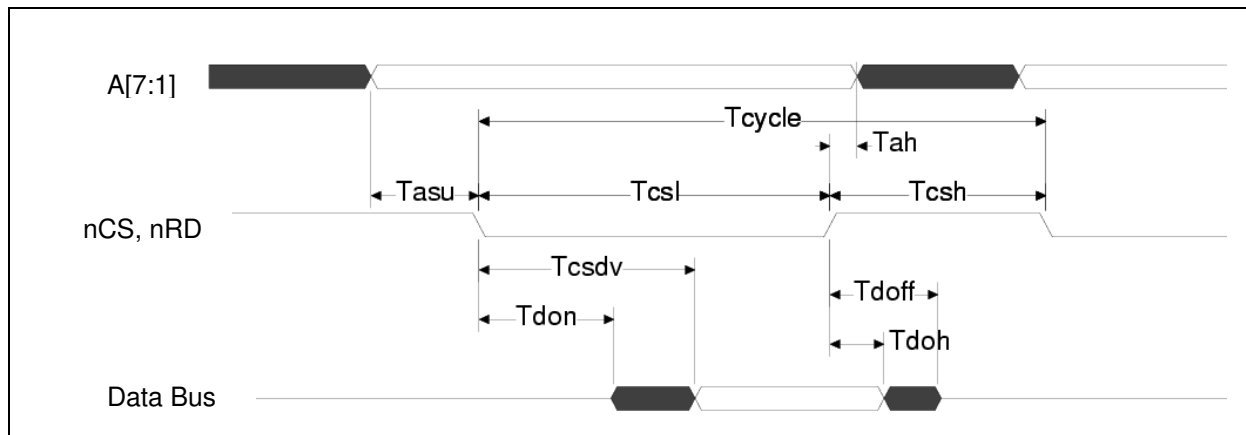 A[7:1]
Tcycle
Tah
Tasu
Tcsl
Tcsh
nCS, nRD
Tcsdv
Tdoff
Tdon
Tdoh
Data Bus